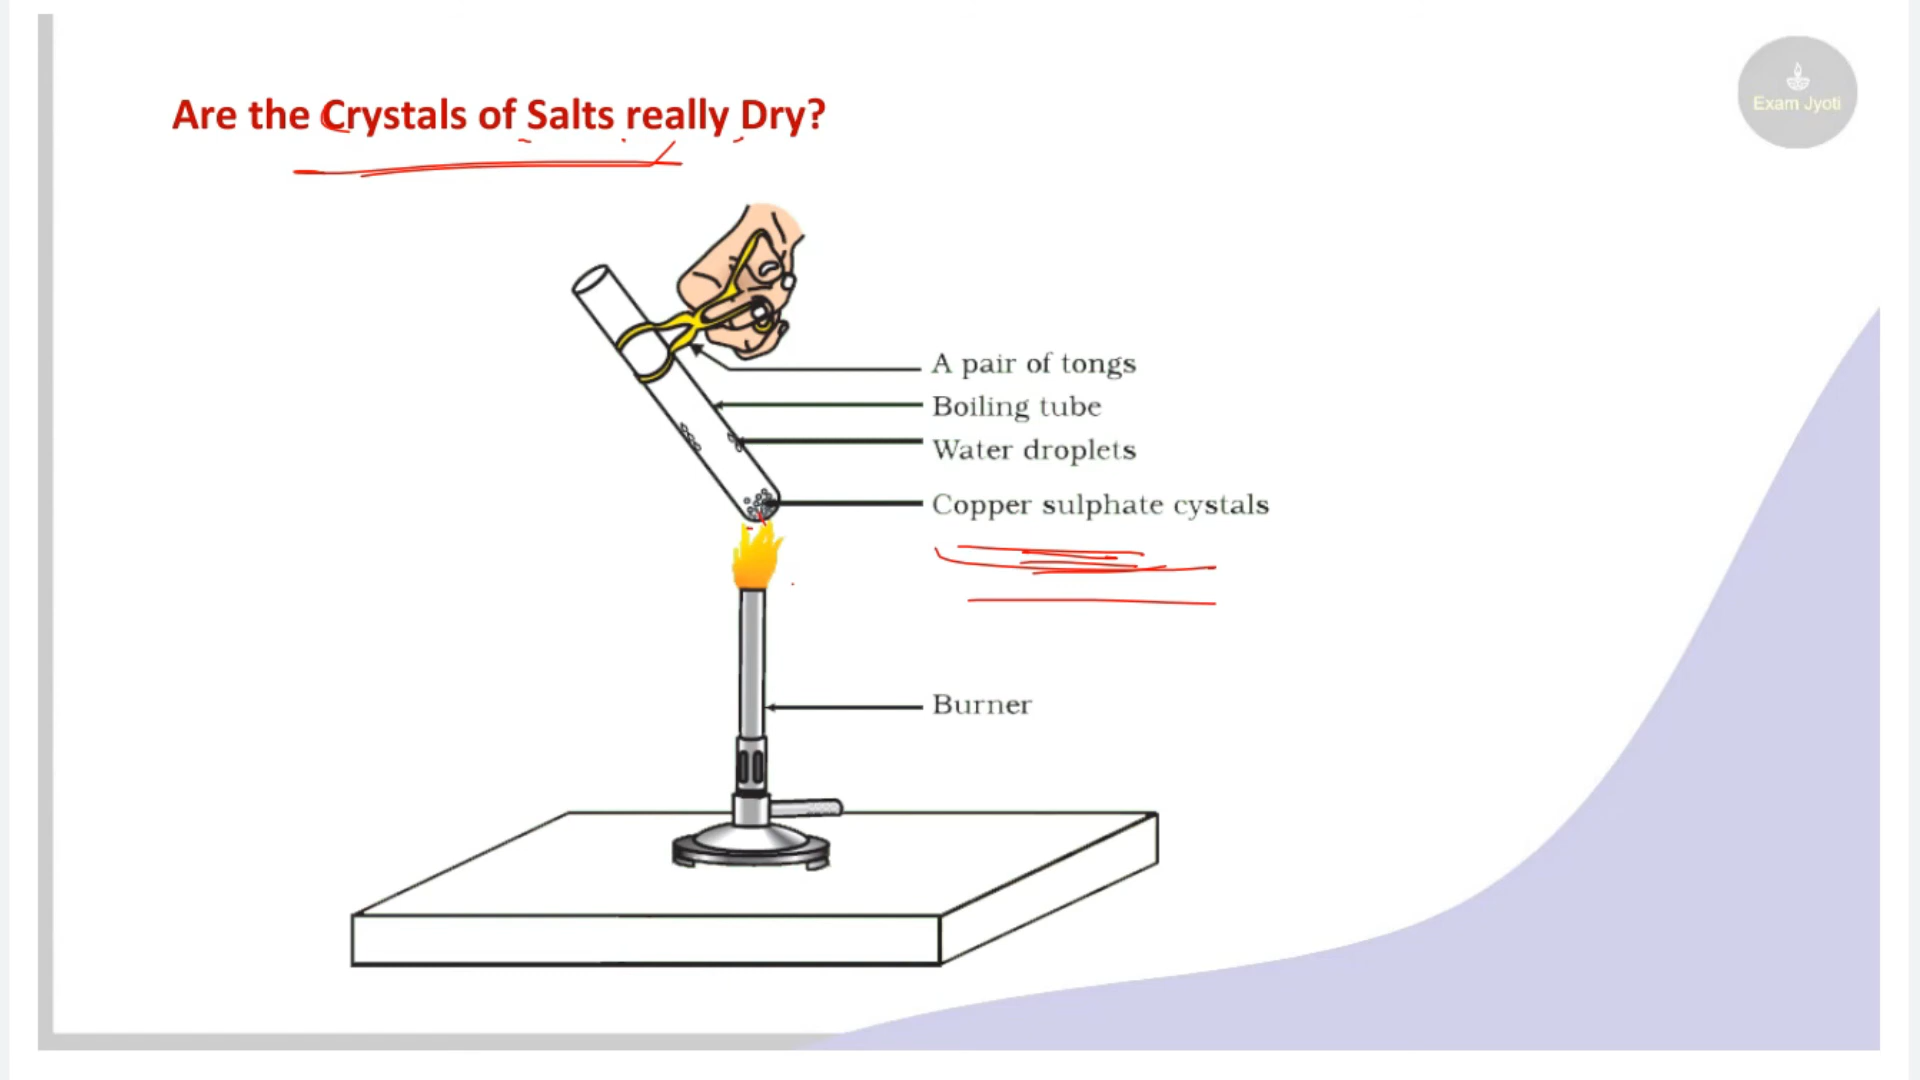 Are the Crystals of Salts really Dry?
Exam Jyoti
A pair of tongs
Boiling tube
Water droplets
Copper sulphate cystals
Burner